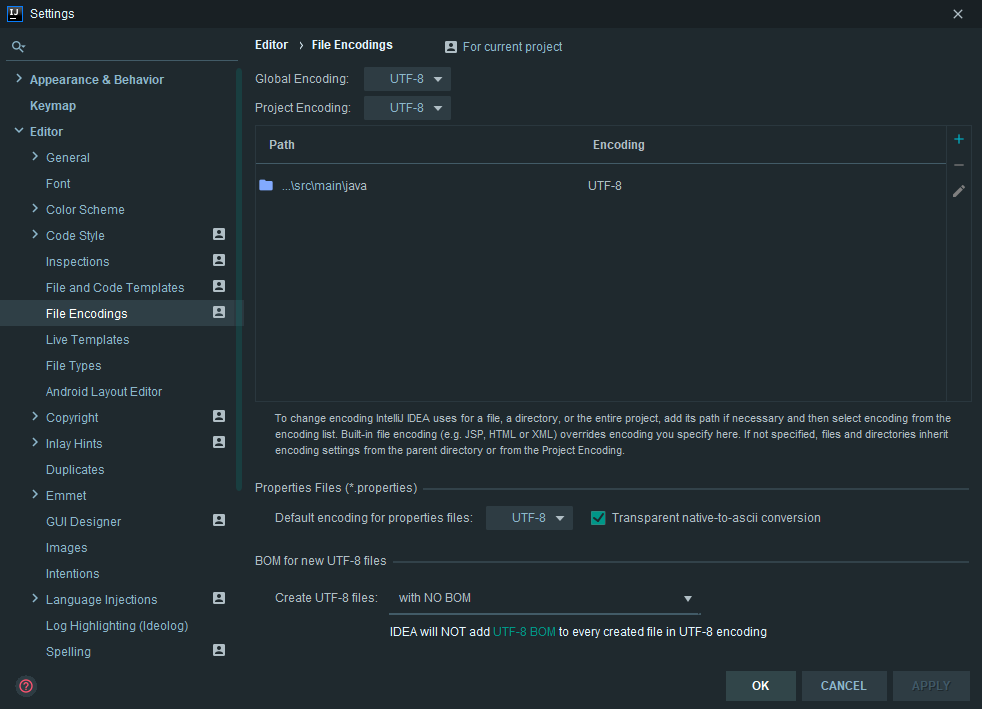 IJ
Settings
Appearance & Behavior
Keymap
Editor
General
Font
Color Scheme
Code Style
Inspections
File and Code Templates
File Encodings
Live Templates
File Types
Android Layout Editor
Copyright
Inlay Hints
Duplicates
Emmet
GUI Designer
Images
Intentions
Language Injections
Log Highlighting (Ideolog)
Spelling
Editor › File Encodings
For current project
Global Encoding: UTF-8
Project Encoding: UTF-8
Path Encoding
...\src\main\java UTF-8
To change encoding IntelliJ IDEA uses for a file, a directory, or the entire project, add its path if necessary and then select encoding from the
encoding list. Built-in file encoding (e.g. JSP, HTML or XML) overrides encoding you specify here. If not specified, files and directories inherit
encoding settings from the parent directory or from the Project Encoding.
Properties Files (*.properties)
Default encoding for properties files: UTF-8 Transparent native-to-ascii conversion
BOM for new UTF-8 files
Create UTF-8 files: with NO BOM
IDEA will NOT add UTF-8 BOM to every created file in UTF-8 encoding
?
OK CANCEL APPLY